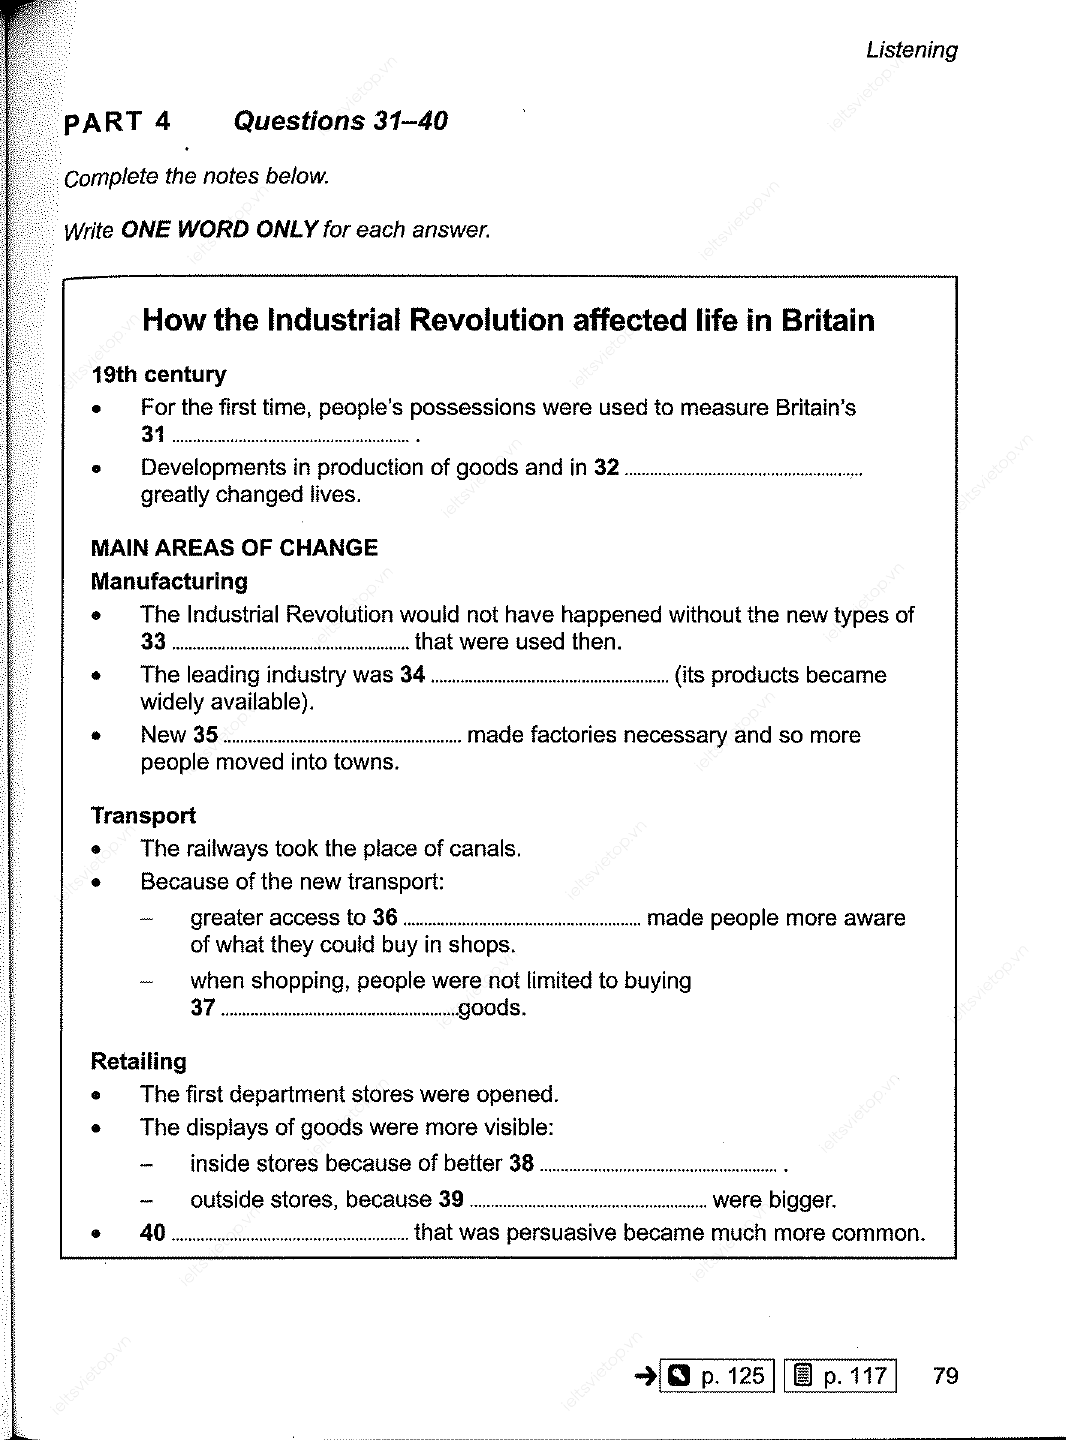 Listening
PART 4 Questions 31–40
Complete the notes below.
Write ONE WORD ONLY for each answer.
How the Industrial Revolution affected life in Britain
19th century
• For the first time, people's possessions were used to measure Britain's
31 .................................................. .
• Developments in production of goods and in 32 ..................................................
greatly changed lives.
MAIN AREAS OF CHANGE
Manufacturing
• The Industrial Revolution would not have happened without the new types of
33 .................................................. that were used then.
• The leading industry was 34 .................................................. (its products became
widely available).
• New 35 .................................................. made factories necessary and so more
people moved into towns.
Transport
• The railways took the place of canals.
• Because of the new transport:
– greater access to 36 .................................................. made people more aware
of what they could buy in shops.
– when shopping, people were not limited to buying
37 ..................................................goods.
Retailing
• The first department stores were opened.
• The displays of goods were more visible:
– inside stores because of better 38 .................................................. .
– outside stores, because 39 .................................................. were bigger.
• 40 .................................................. that was persuasive became much more common.
→ p. 125 p. 117 79
ieltsvietop.vn